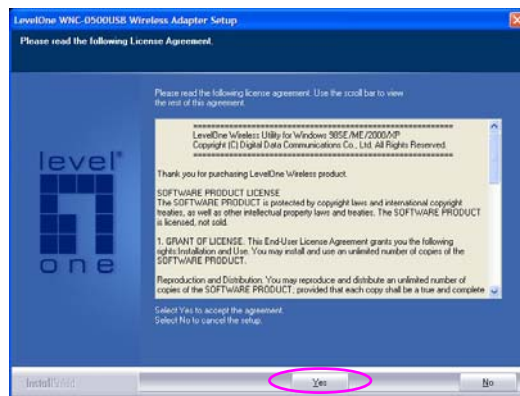 LevelOne WNC-0500USB Wireless Adapter Setup
Please read the following License Agreement.
Please read the following license agreement. Use the scroll bar to view
the rest of this agreement.
============================================================
LevelOne Wireless Utility for Windows 98SE/ME/2000/XP
Copyright (C) Digital Data Communications Co., Ltd. All Rights Reserved.
============================================================
Thank you for purchasing LevelOne Wireless product.
SOFTWARE PRODUCT LICENSE
The SOFTWARE PRODUCT is protected by copyright laws and international copyright
treaties, as well as other intellectual property laws and treaties. The SOFTWARE PRODUCT
is licensed, not sold.
1. GRANT OF LICENSE. This End-User License Agreement grants you the following
rights:Installation and Use. You may install and use an unlimited number of copies of the
SOFTWARE PRODUCT.
Reproduction and Distribution. You may reproduce and distribute an unlimited number of
copies of the SOFTWARE PRODUCT; provided that each copy shall be a true and complete
level
one
Select Yes to accept the agreement.
Select No to cancel the setup.
InstallShield
Yes
No